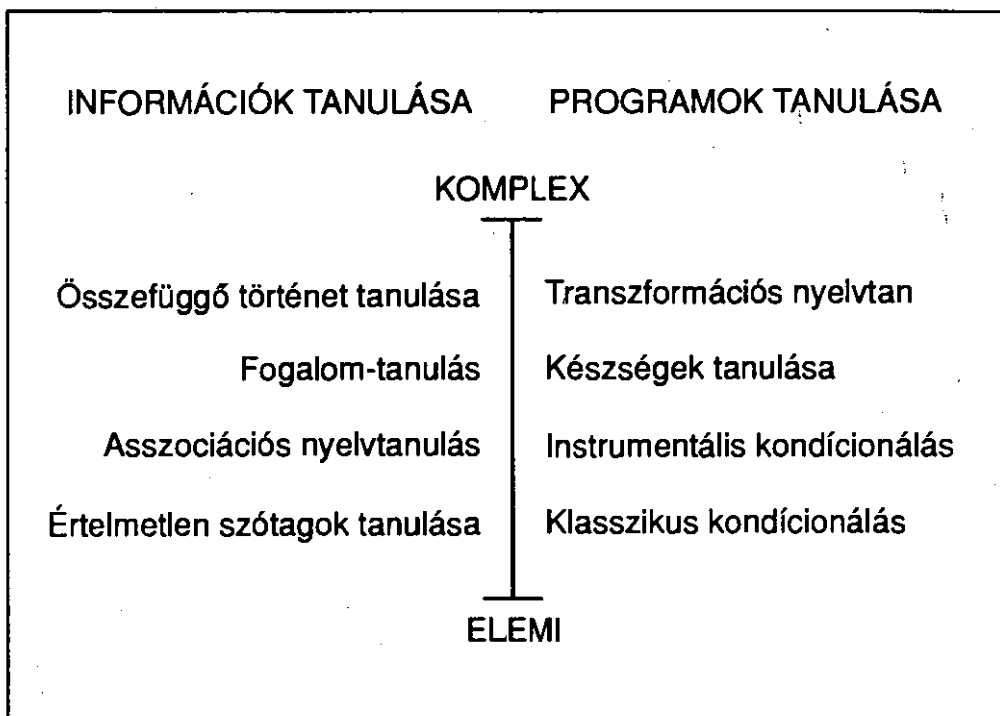 INFORMÁCIÓK TANULÁSA PROGRAMOK TANULÁSA
KOMPLEX
Összefüggő történet tanulása Transzformációs nyelvtan
Fogalom-tanulás Készségek tanulása
Asszociációs nyelvtanulás Instrumentális kondícionálás
Értelmetlen szótagok tanulása Klasszikus kondícionálás
ELEMI